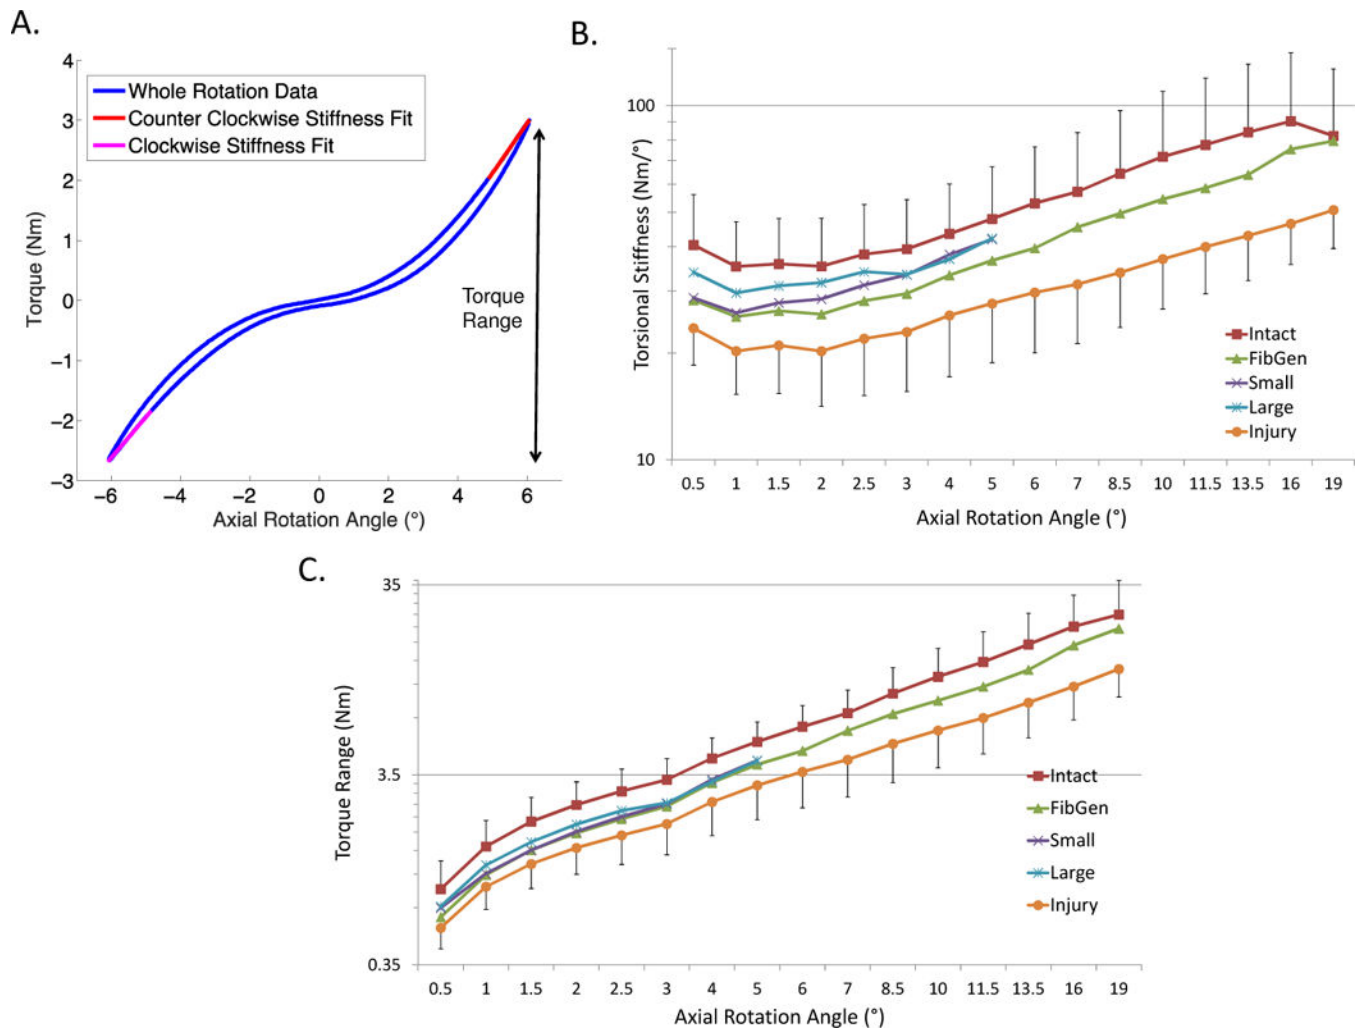 A.
4
3
2
1
0
−1
−2
−3
Torque (Nm)
Whole Rotation Data
Counter Clockwise Stiffness Fit
Clockwise Stiffness Fit
Torque
Range
−6 −4 −2 0 2 4 6
Axial Rotation Angle (°)
B.
100
10
Torsional Stiffness (Nm/°)
Intact
FibGen
Small
Large
Injury
0.5 1 1.5 2 2.5 3 4 5 6 7 8.5 10 11.5 13.5 16 19
Axial Rotation Angle (°)
C.
35
3.5
0.35
Torque Range (Nm)
Intact
FibGen
Small
Large
Injury
0.5 1 1.5 2 2.5 3 4 5 6 7 8.5 10 11.5 13.5 16 19
Axial Rotation Angle (°)